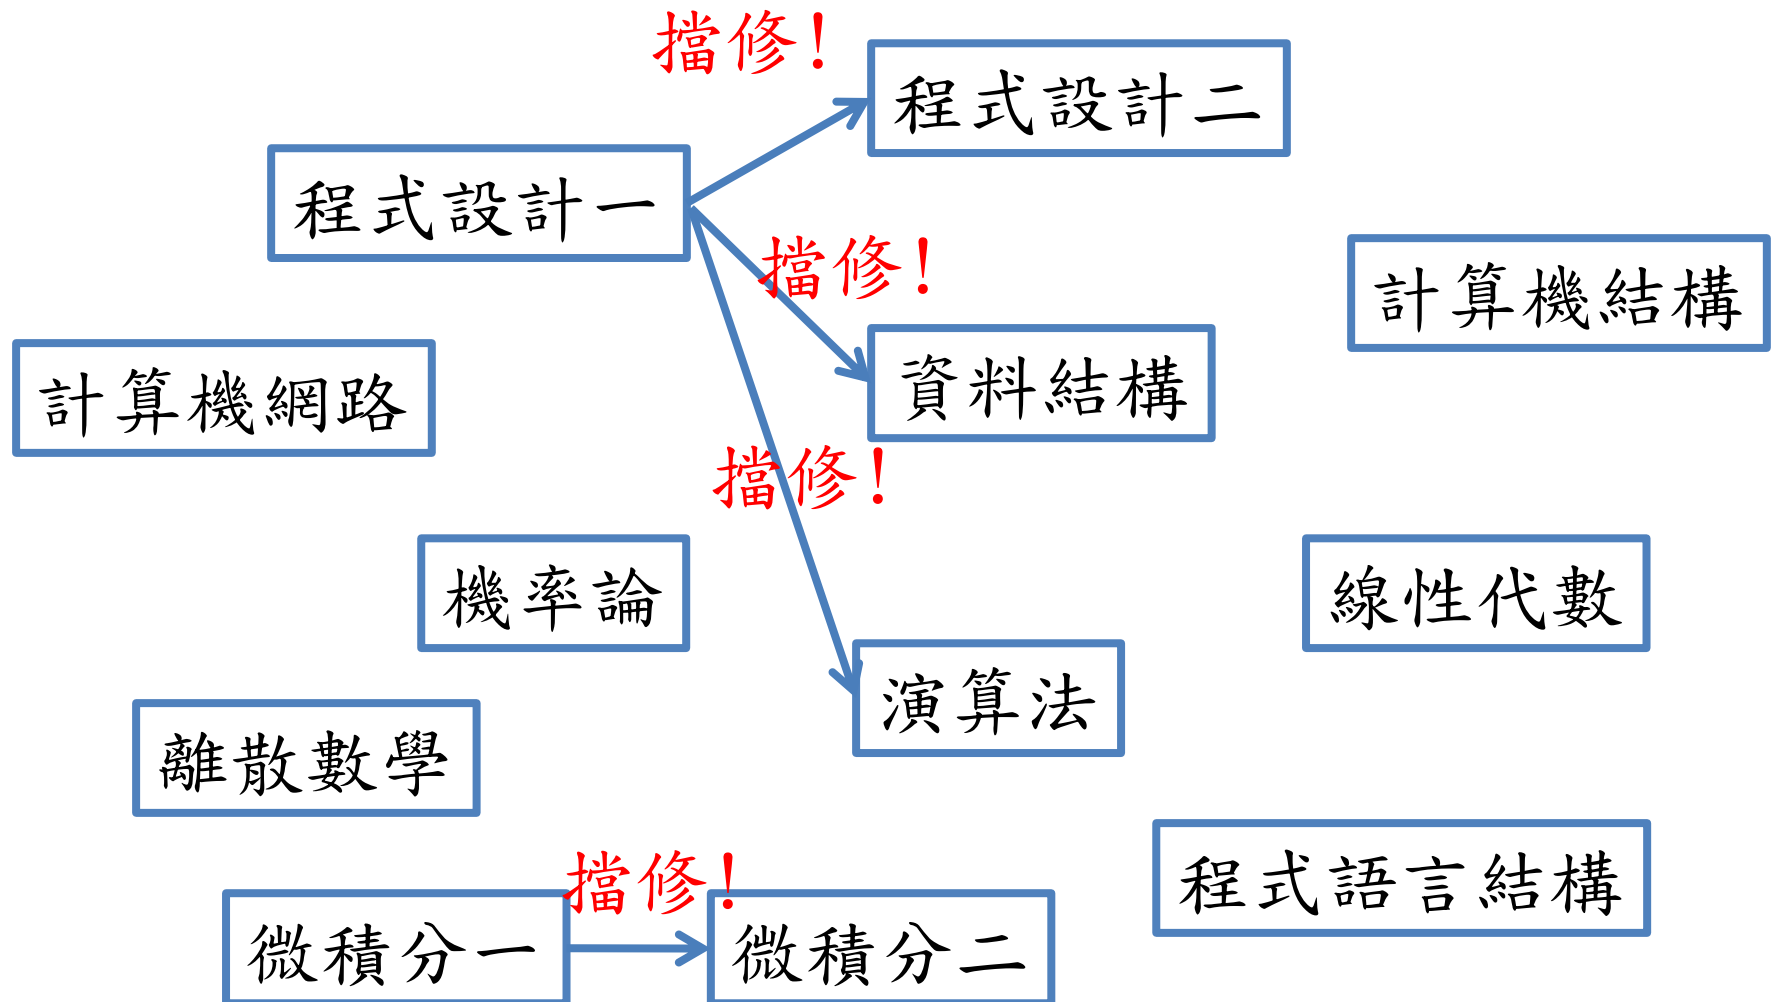 擋修!
程式設計二
程式設計一
擋修!
計算機結構
計算機網路
資料結構
擋修!
機率論
線性代數
演算法
離散數學
擋修!
程式語言結構
微積分一
微積分二